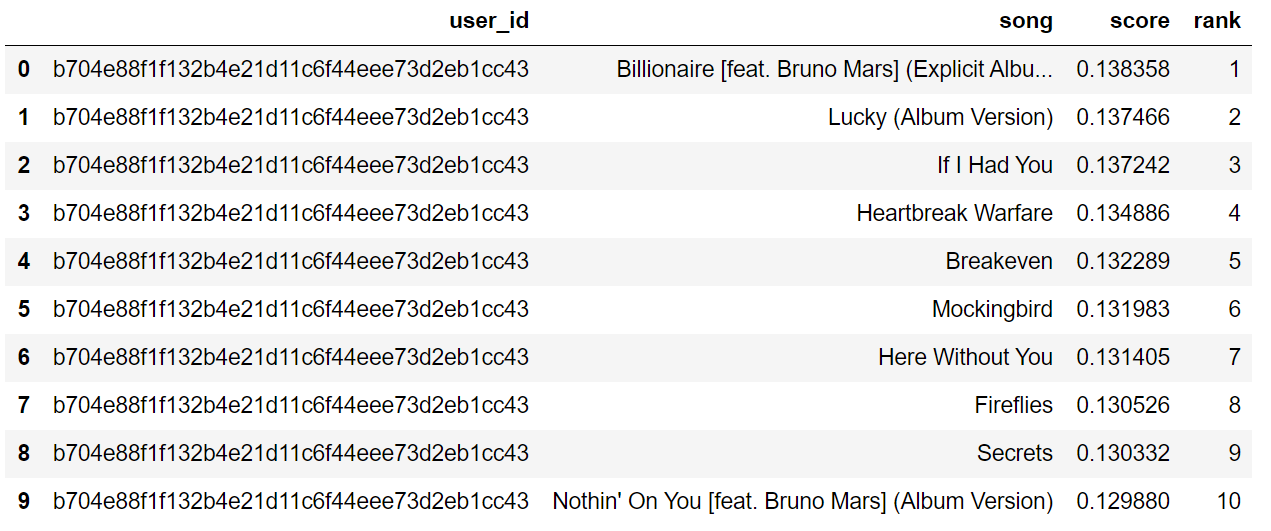 user_id song score rank
0 b704e88f1f132b4e21d11c6f44eee73d2eb1cc43 Billionaire [feat. Bruno Mars] (Explicit Albu... 0.138358 1
1 b704e88f1f132b4e21d11c6f44eee73d2eb1cc43 Lucky (Album Version) 0.137466 2
2 b704e88f1f132b4e21d11c6f44eee73d2eb1cc43 If I Had You 0.137242 3
3 b704e88f1f132b4e21d11c6f44eee73d2eb1cc43 Heartbreak Warfare 0.134886 4
4 b704e88f1f132b4e21d11c6f44eee73d2eb1cc43 Breakeven 0.132289 5
5 b704e88f1f132b4e21d11c6f44eee73d2eb1cc43 Mockingbird 0.131983 6
6 b704e88f1f132b4e21d11c6f44eee73d2eb1cc43 Here Without You 0.131405 7
7 b704e88f1f132b4e21d11c6f44eee73d2eb1cc43 Fireflies 0.130526 8
8 b704e88f1f132b4e21d11c6f44eee73d2eb1cc43 Secrets 0.130332 9
9 b704e88f1f132b4e21d11c6f44eee73d2eb1cc43 Nothin' On You [feat. Bruno Mars] (Album Version) 0.129880 10